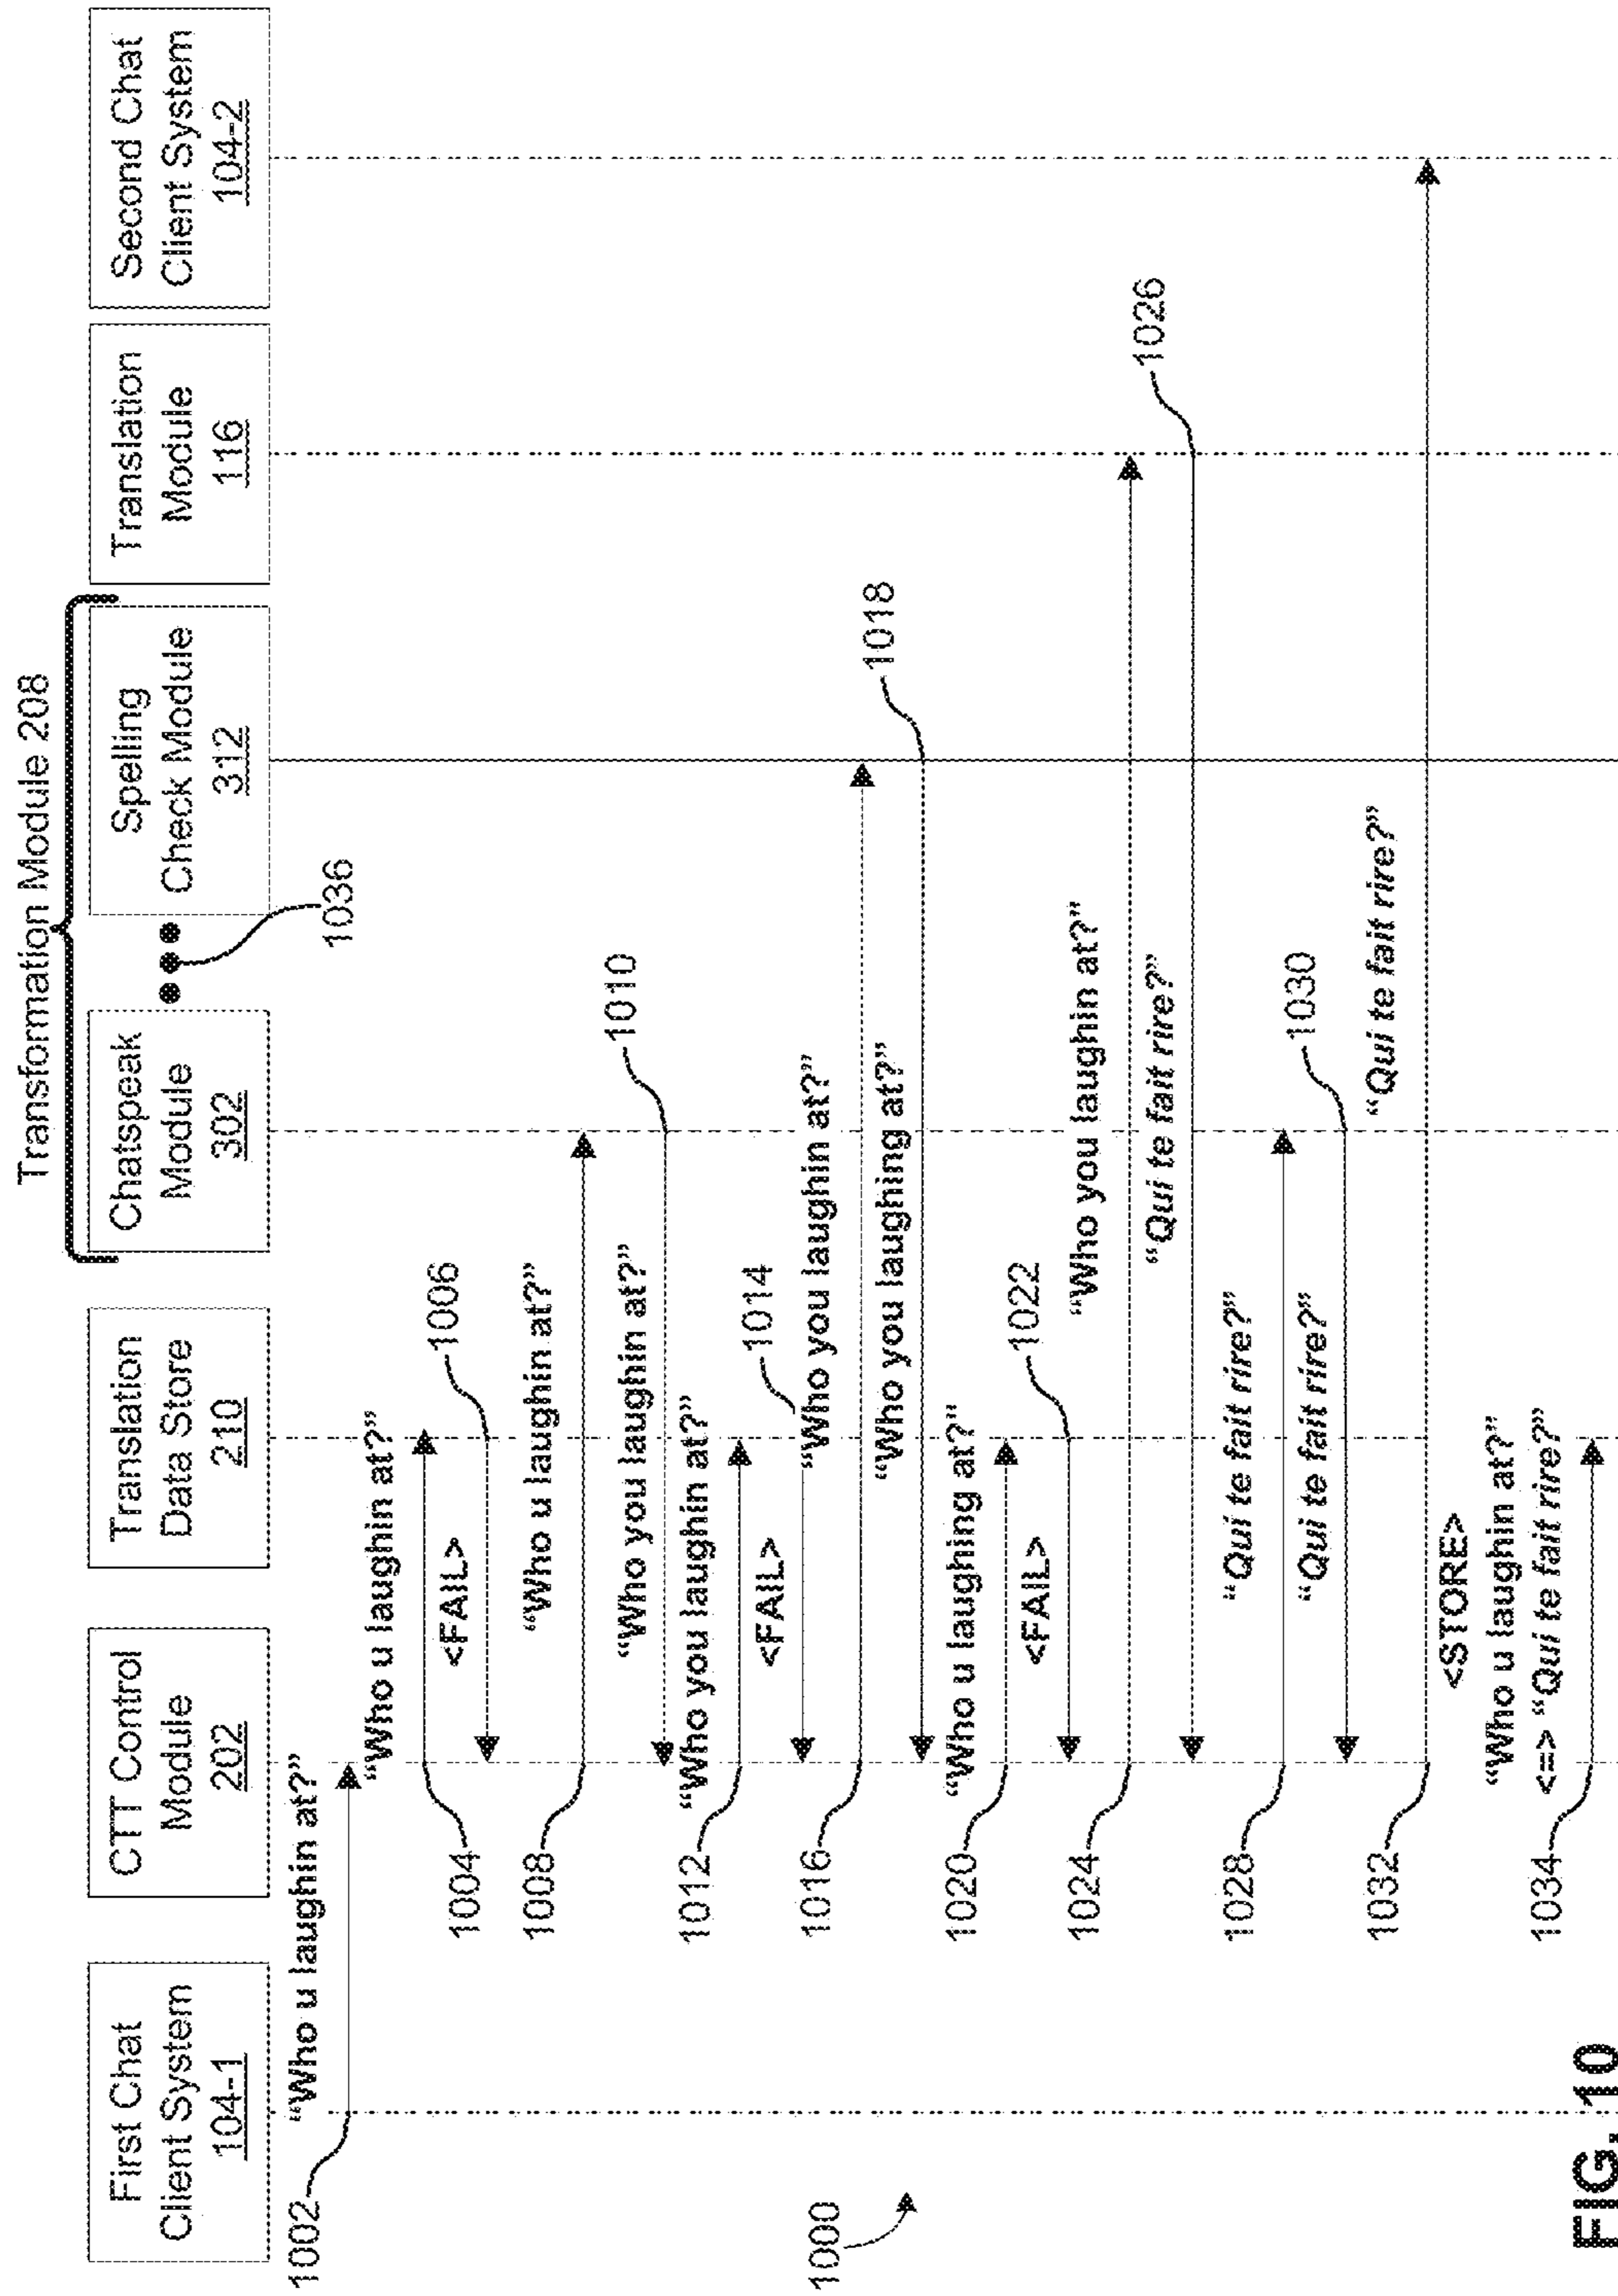 Transformation Module 208
First Chat
Client System
104-1
CTT Control
Module
202
Translation
Data Store
210
Chatspeak
Module
302
1036
Spelling
Check Module
312
Translation
Module
116
Second Chat
Client System
104-2
1002
"Who u laughin at?"
"Who u laughin at?"
1004
1006
<FAIL>
"Who u laughin at?"
1008
1010
"Who you laughin at?"
"Who you laughin at?"
1012
1014
<FAIL>
"Who you laughin at?"
1016
1018
"Who you laughing at?"
1000
"Who u laughing at?"
1020
1022
<FAIL>
"Who you laughin at?"
1024
1026
"Qui te fait rire?"
"Qui te fait rire?"
1028
1030
"Qui te fait rire?"
"Qui te fait rire?"
1032
<STORE>
"Who u laughin at?"
<=> "Qui te fait rire?"
1034
FIG. 10